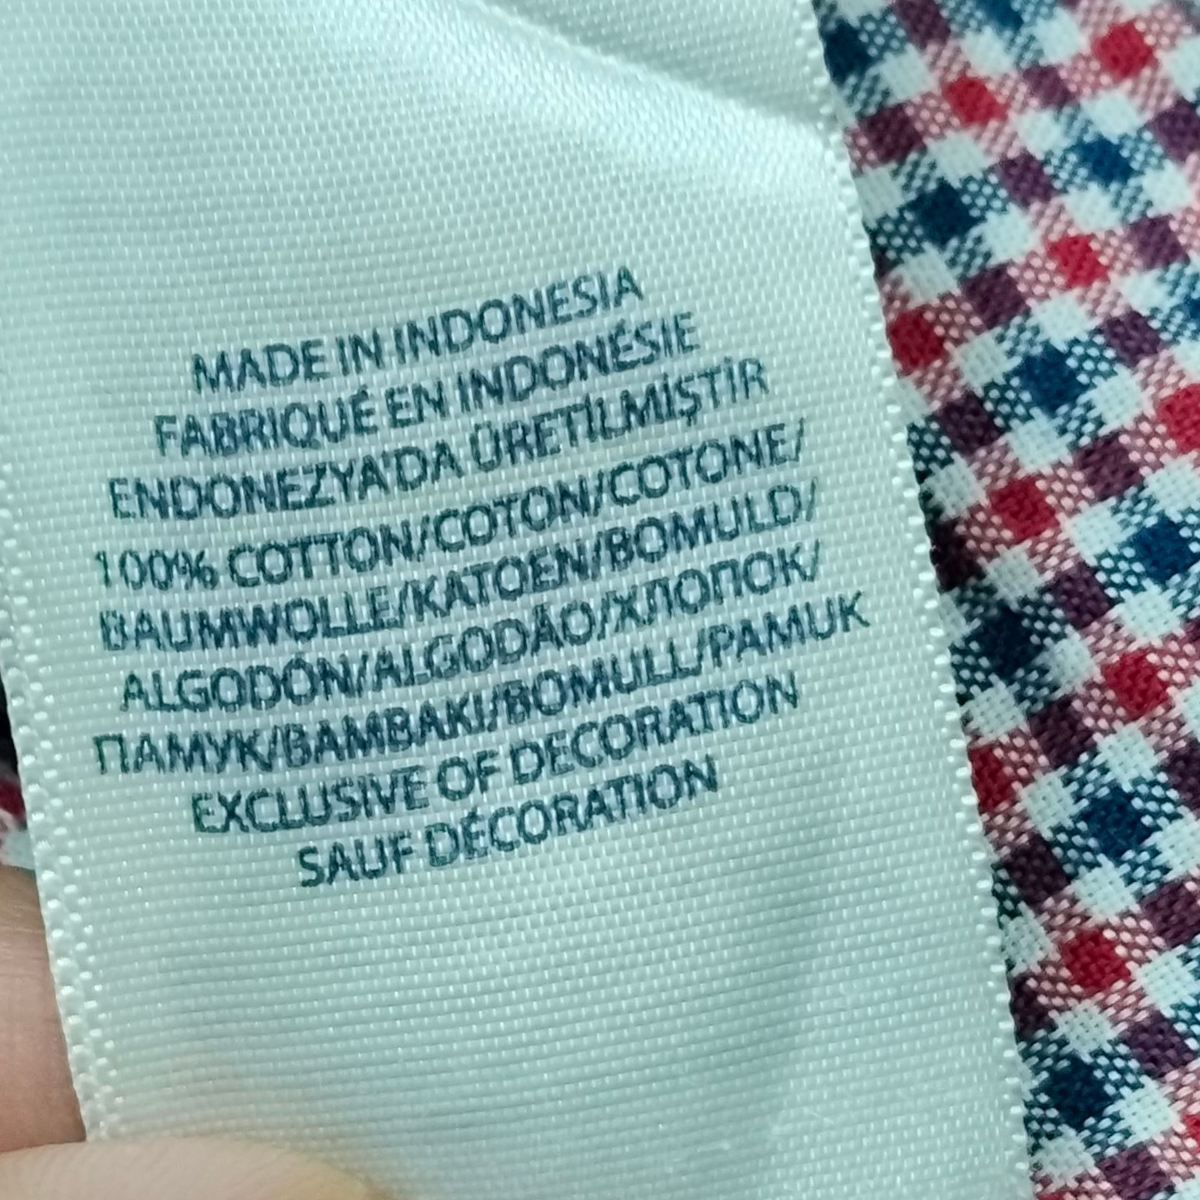 MADE IN INDONESIA
FABRIQUÉ EN INDONÉSIE
ENDONEZYA'DA ÜRETİLMİŞTİR
100% COTTON/COTON/COTONE/
BAUMWOLLE/KATOEN/BOMULD/
ALGODÓN/ALGODÃO/ХЛОПОК/
ПАМУК/BAMBAKI/BOMULL/PAMUK
EXCLUSIVE OF DECORATION
SAUF DÉCORATION